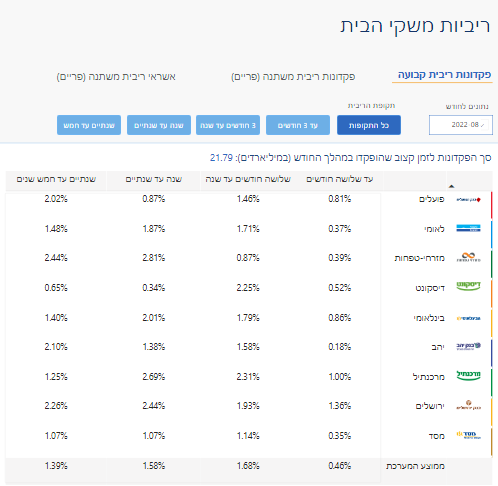 ריביות משקי הבית
פקדונות ריבית קבועה
פקדונות ריבית משתנה (פריים)
אשראי ריבית משתנה (פריים)
נתונים לחודש
2022-08
תקופת הריבית
כל התקופות
עד 3 חודשים
3 חודשים עד שנה
שנה עד שנתיים
שנתיים עד חמש
סך הפקדונות לזמן קצוב שהופקדו במהלך החודש (במיליארדים): 21.79
עד שלושה חודשים שלושה חודשים עד שנה שנה עד שנתיים שנתיים עד חמש שנים
פועלים 0.81% 1.46% 0.87% 2.02%
לאומי 0.37% 1.71% 1.87% 1.48%
מזרחי-טפחות 0.39% 0.87% 2.81% 2.44%
דיסקונט דיסקונט 0.52% 2.25% 0.34% 0.65%
בינלאומי 0.86% 1.79% 2.01% 1.40%
יהב 0.18% 1.58% 1.38% 2.10%
מרכנתיל מרכנתיל 1.00% 2.31% 2.69% 1.25%
ירושלים 1.36% 1.93% 2.44% 2.26%
מסד מסד 0.35% 1.14% 1.07% 1.07%
ממוצע המערכת 0.46% 1.68% 1.58% 1.39%